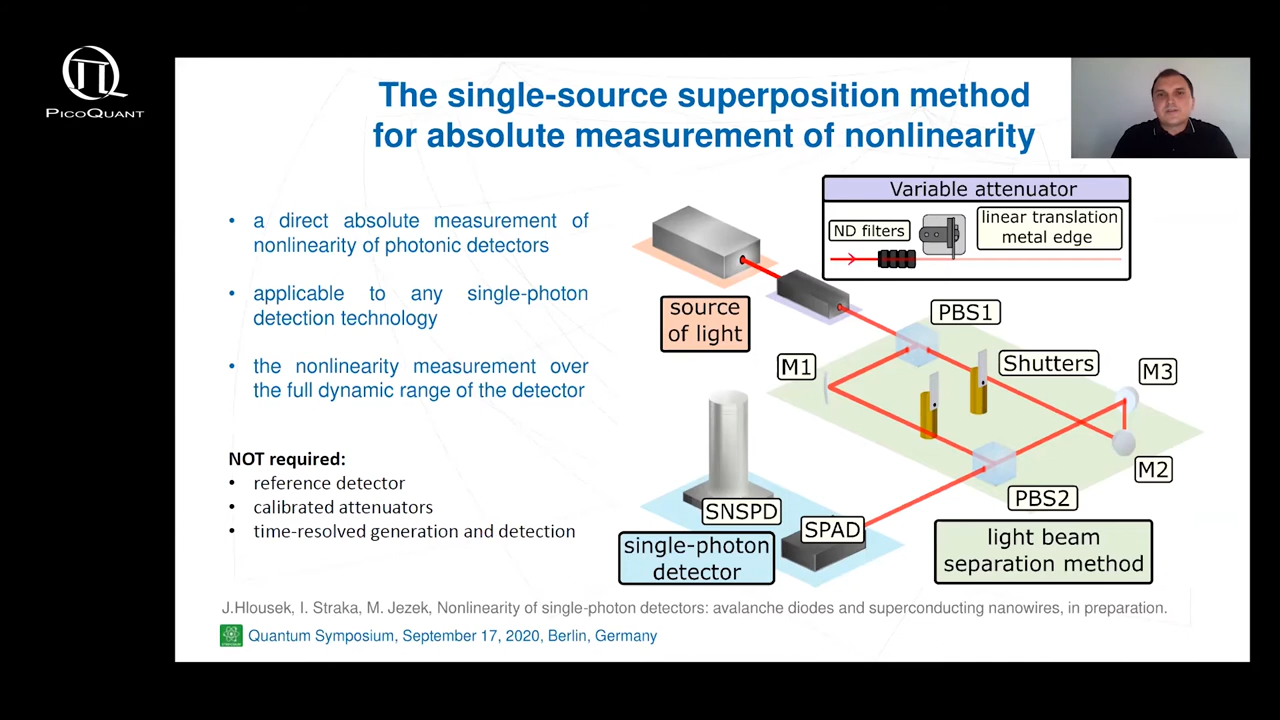 PICOQUANT
The single-source superposition method
for absolute measurement of nonlinearity
• a direct absolute measurement of
nonlinearity of photonic detectors
• applicable to any single-photon
detection technology
• the nonlinearity measurement over
the full dynamic range of the detector
NOT required:
• reference detector
• calibrated attenuators
• time-resolved generation and detection
Variable attenuator
ND filters
linear translation
metal edge
source
of light
PBS1
M1
Shutters
M3
M2
PBS2
SNSPD
SPAD
single-photon
detector
light beam
separation method
J.Hlousek, I. Straka, M. Jezek, Nonlinearity of single-photon detectors: avalanche diodes and superconducting nanowires, in preparation.
Quantum Symposium, September 17, 2020, Berlin, Germany